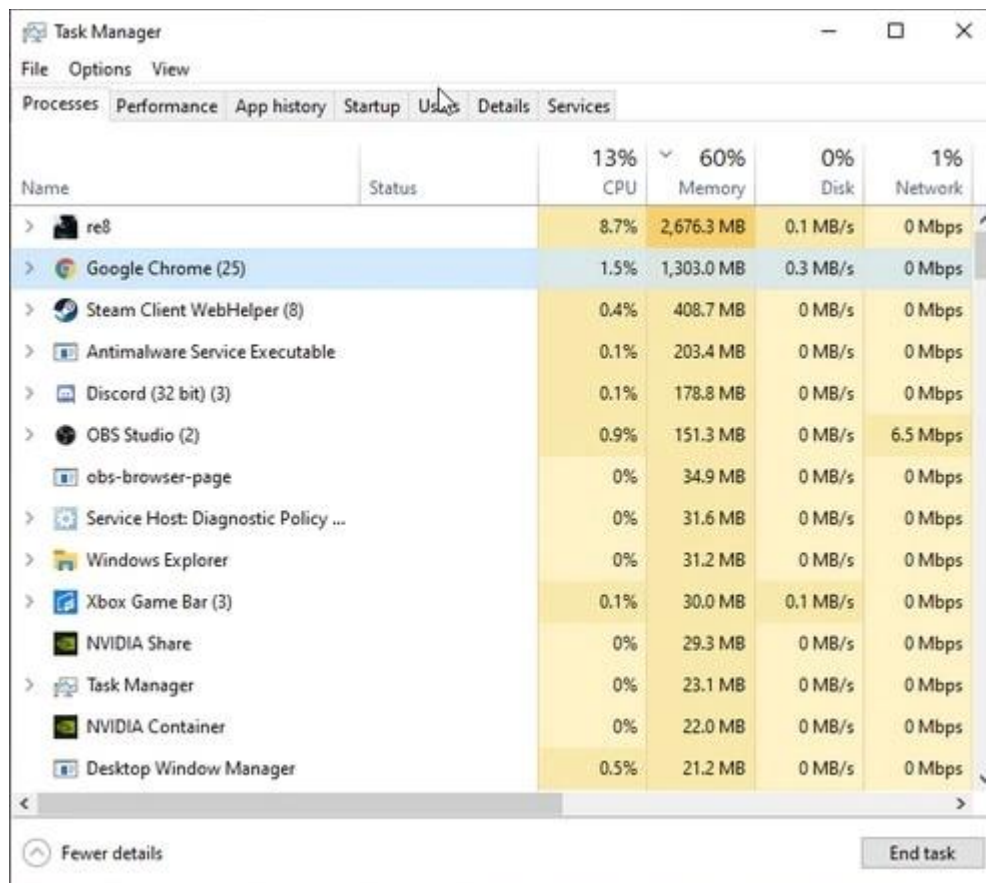 Task Manager
File Options View
Processes Performance App history Startup Users Details Services
13% 60% 0% 1%
Name Status CPU Memory Disk Network
re8 8.7% 2,676.3 MB 0.1 MB/s 0 Mbps
Google Chrome (25) 1.5% 1,303.0 MB 0.3 MB/s 0 Mbps
Steam Client WebHelper (8) 0.4% 408.7 MB 0 MB/s 0 Mbps
Antimalware Service Executable 0.1% 203.4 MB 0 MB/s 0 Mbps
Discord (32 bit) (3) 0.1% 178.8 MB 0 MB/s 0 Mbps
OBS Studio (2) 0.9% 151.3 MB 0 MB/s 6.5 Mbps
obs-browser-page 0% 34.9 MB 0 MB/s 0 Mbps
Service Host: Diagnostic Policy ... 0% 31.6 MB 0 MB/s 0 Mbps
Windows Explorer 0% 31.2 MB 0 MB/s 0 Mbps
Xbox Game Bar (3) 0.1% 30.0 MB 0.1 MB/s 0 Mbps
NVIDIA Share 0% 29.3 MB 0 MB/s 0 Mbps
Task Manager 0% 23.1 MB 0 MB/s 0 Mbps
NVIDIA Container 0% 22.0 MB 0 MB/s 0 Mbps
Desktop Window Manager 0.5% 21.2 MB 0 MB/s 0 Mbps
Fewer details End task